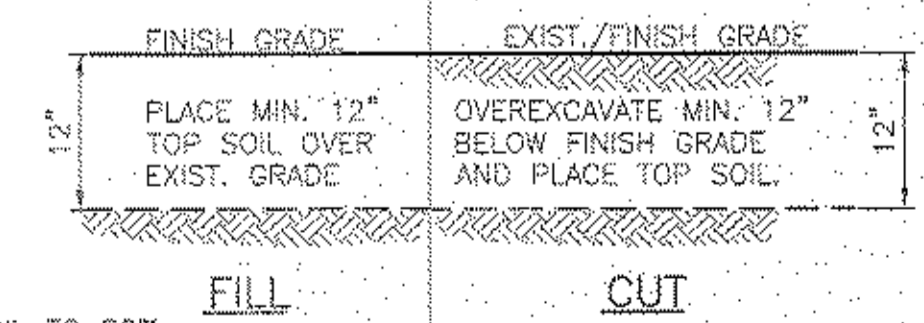 FINISH GRADE
EXIST./FINISH GRADE
12"
PLACE MIN. 12"
TOP SOIL OVER
EXIST. GRADE
OVEREXCAVATE MIN. 12"
BELOW FINISH GRADE
AND PLACE TOP SOIL.
12"
FILL
CUT